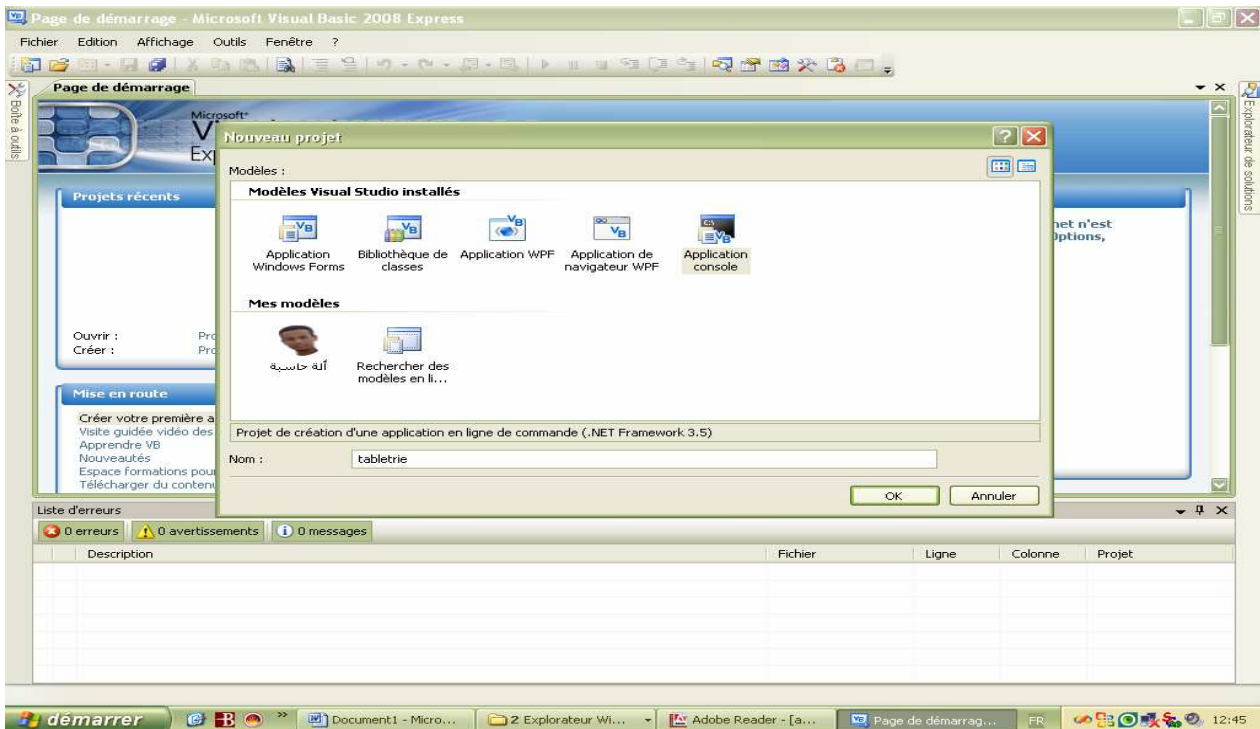 Page de démarrage - Microsoft Visual Basic 2008 Express
Fichier Edition Affichage Outils Fenêtre ?
Page de démarrage
Boîte à outils
Explorateur de solutions
Microsoft
Nouveau projet
Modèles :
Modèles Visual Studio installés
Application Windows Forms
Bibliothèque de classes
Application WPF
Application de navigateur WPF
Application console
Mes modèles
ألة حاسبة
Rechercher des modèles en li...
Projet de création d'une application en ligne de commande (.NET Framework 3.5)
Nom : tabletrie
OK Annuler
Projets récents
Ouvrir :
Créer :
net n'est
Options,
Mise en route
Créer votre première a
Visite guidée vidéo des
Apprendre VB
Nouveautés
Espace formations pour
Télécharger du conten
Liste d'erreurs
0 erreurs 0 avertissements 0 messages
Description Fichier Ligne Colonne Projet
démarrer
Document1 - Micro...
2 Explorateur Wi...
Adobe Reader - [a...
Page de démarrag...
FR
12:45